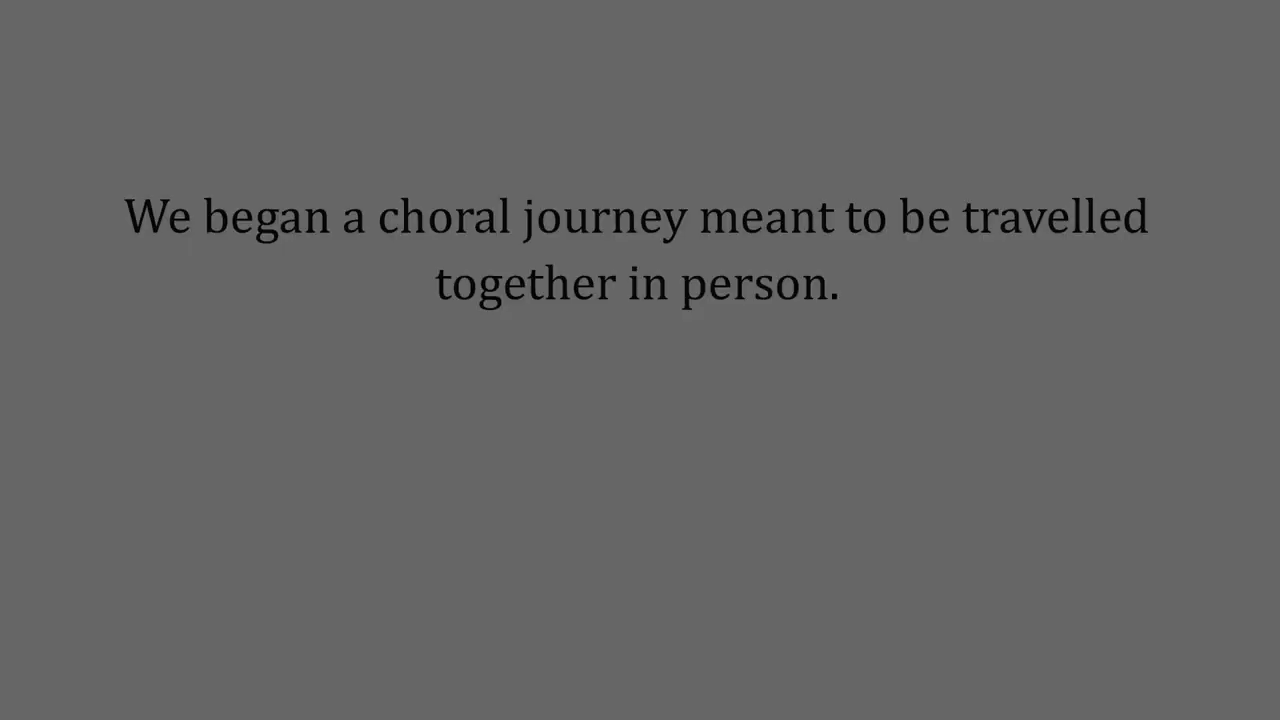 We began a choral journey meant to be travelled
together in person.